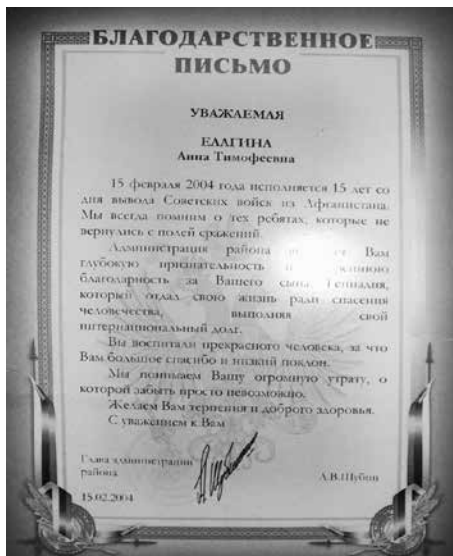 БЛАГОДАРСТВЕННОЕ
ПИСЬМО
УВАЖАЕМАЯ
ЕЛАГИНА
Анна Тимофеевна
15 февраля 2004 года исполняется 15 лет со
дня вывода Советских войск из Афганистана.
Мы всегда помним о тех ребятах, которые не
вернулись с полей сражений.
Администрация района Вам
глубокую признательность и
благодарность за Вашего сына Геннадия,
который отдал свою жизнь ради спасения
человечества, выполняя свой
интернациональный долг.
Вы воспитали прекрасного человека, за что
Вам большое спасибо и низкий поклон.
Мы понимаем Вашу огромную утрату, о
которой забыть просто невозможно.
Желаем Вам терпения и доброго здоровья.
С уважением к Вам
Глава администрации
района
А.В.Шубин
15.02.2004